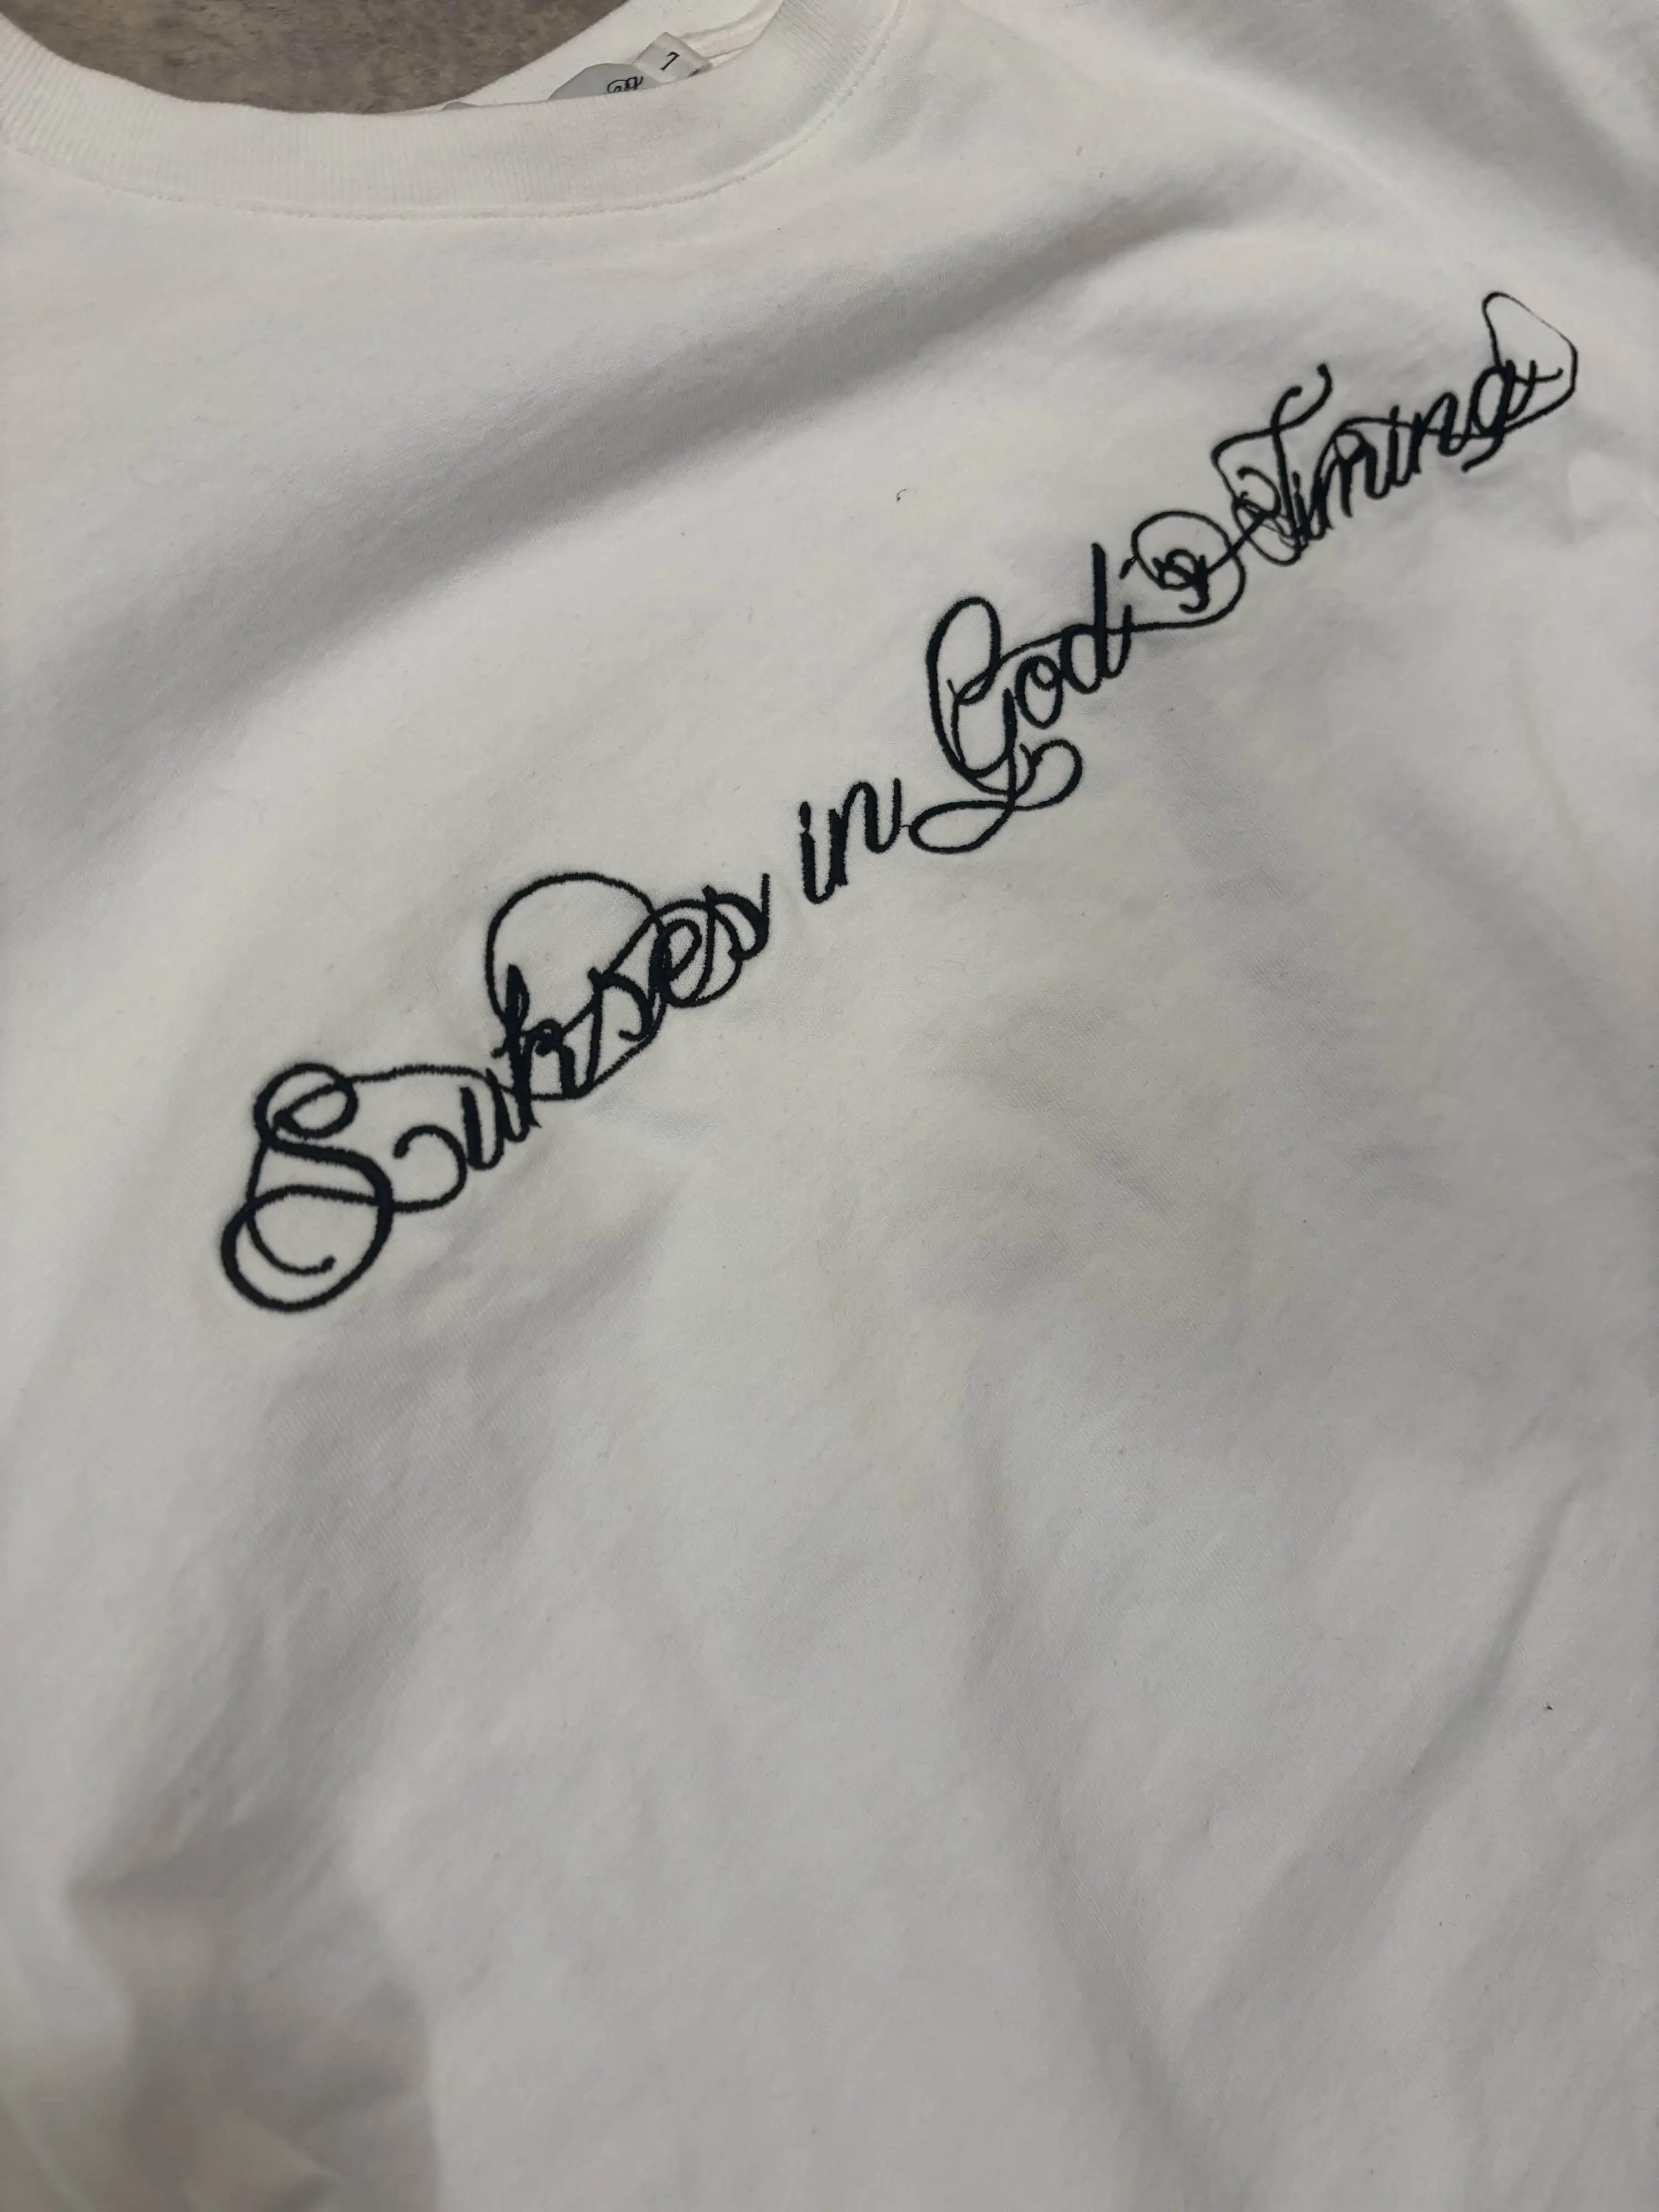 Sukses in God's Timing